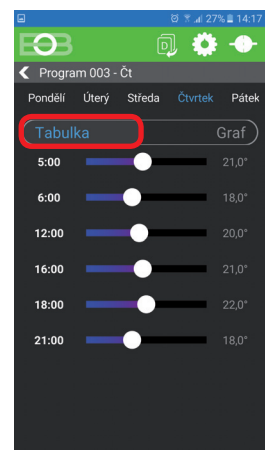 27% 14:17
EOB
D
Program 003 - Čt
Pondělí Úterý Středa Čtvrtek Pátek
Tabulka Graf
5:00 21,0°
6:00 18,0°
12:00 20,0°
16:00 21,0°
18:00 22,0°
21:00 18,0°